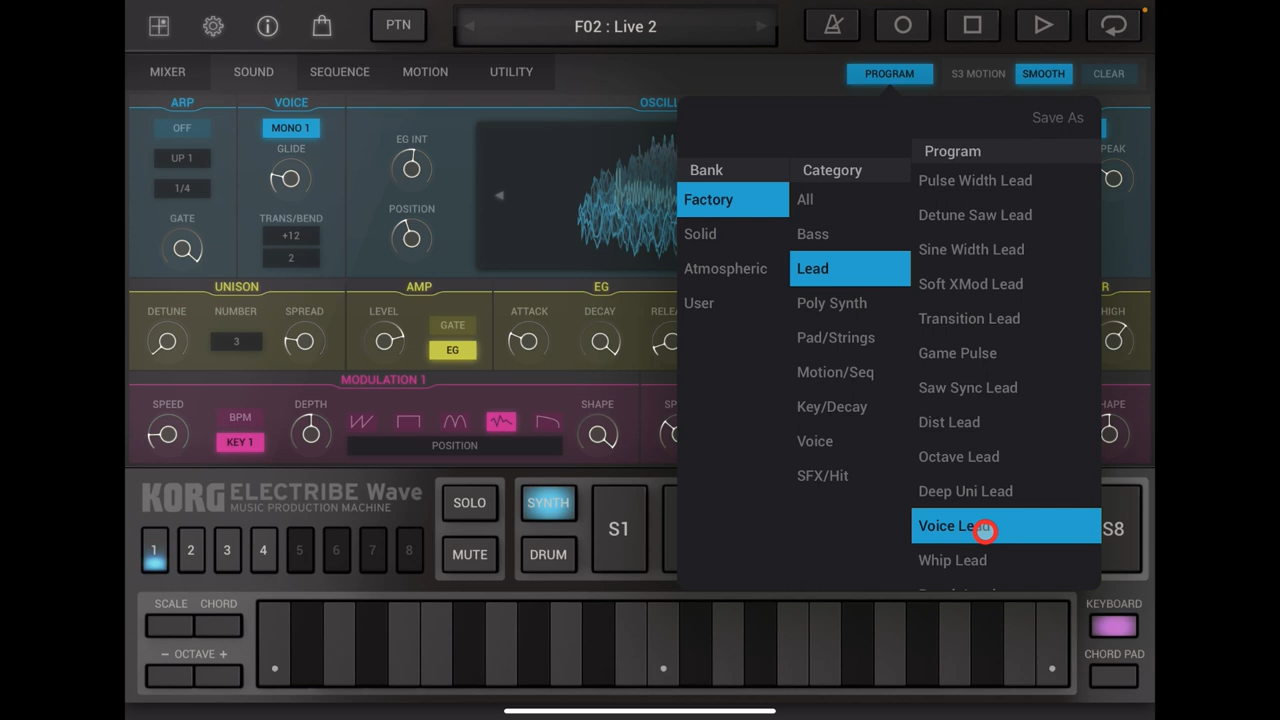 PTN
F02 : Live 2
MIXER
SOUND
SEQUENCE
MOTION
UTILITY
PROGRAM
S3 MOTION
SMOOTH
CLEAR
ARP
OFF
UP 1
1/4
GATE
VOICE
MONO 1
GLIDE
TRANS/BEND
+12
2
OSCILL
EG INT
POSITION
PEAK
Save As
Bank
Factory
Solid
Atmospheric
User
Category
All
Bass
Lead
Poly Synth
Pad/Strings
Motion/Seq
Key/Decay
Voice
SFX/Hit
Program
Pulse Width Lead
Detune Saw Lead
Sine Width Lead
Soft XMod Lead
Transition Lead
Game Pulse
Saw Sync Lead
Dist Lead
Octave Lead
Deep Uni Lead
Voice Lead
Whip Lead
UNISON
DETUNE
NUMBER
3
SPREAD
AMP
LEVEL
GATE
EG
EG
ATTACK
DECAY
RELEA
R
HIGH
MODULATION 1
SPEED
BPM
KEY 1
DEPTH
SHAPE
POSITION
SP
HAPE
KORG ELECTRIBE Wave
MUSIC PRODUCTION MACHINE
1 2 3 4 5 6 7 8
SOLO
MUTE
SYNTH
DRUM
S1
S8
SCALE CHORD
− OCTAVE +
KEYBOARD
CHORD PAD